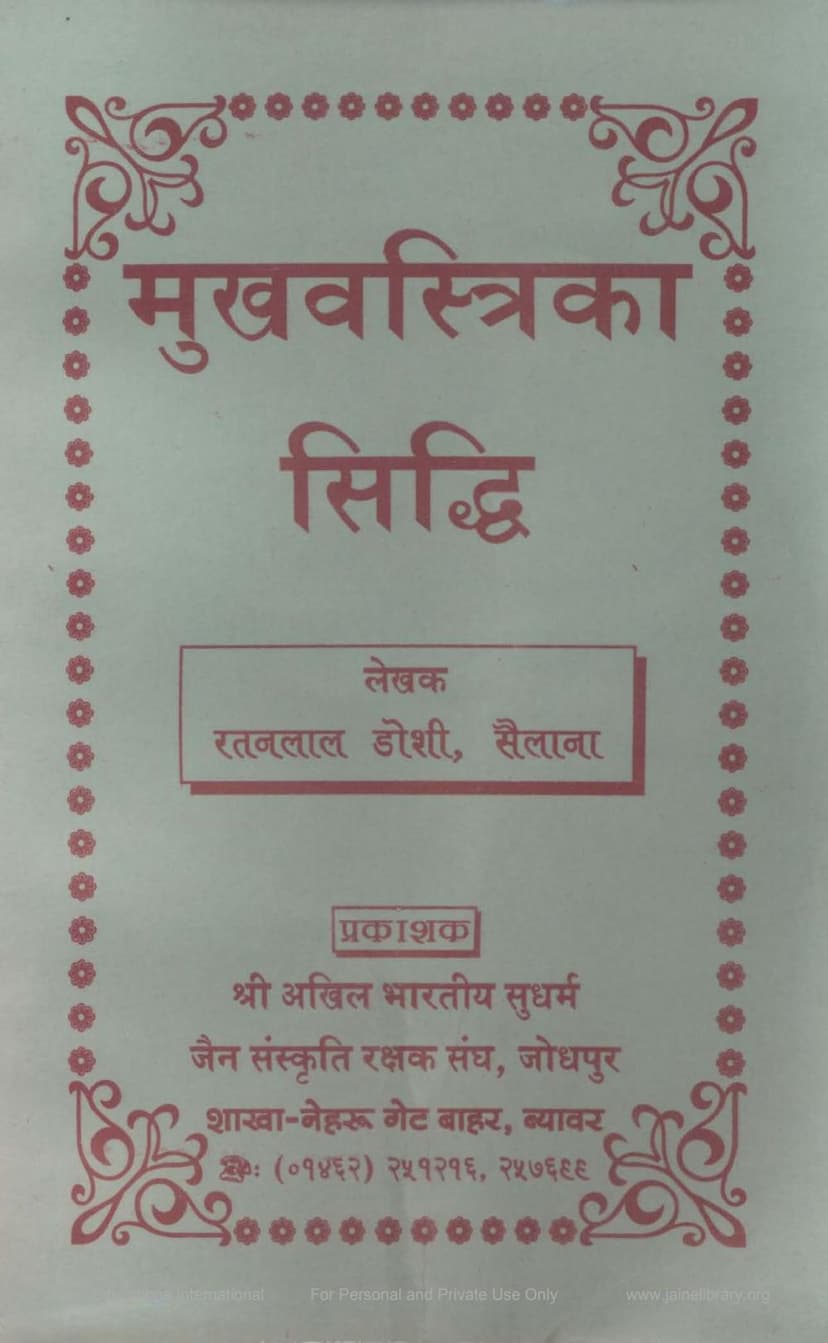 मुखवस्त्रिका
सिद्धि
लेखक
रतनलाल डोशी, सैलाना
प्रकाशक
श्री अखिल भारतीय सुधर्म
जैन संस्कृति रक्षक संघ, जोधपुर
शाखा-नेहरू गेट बाहर, ब्यावर
☎: (०१४६२) २५१२१६, २५७६९९
International For Personal and Private Use Only www.jainelibrary.org